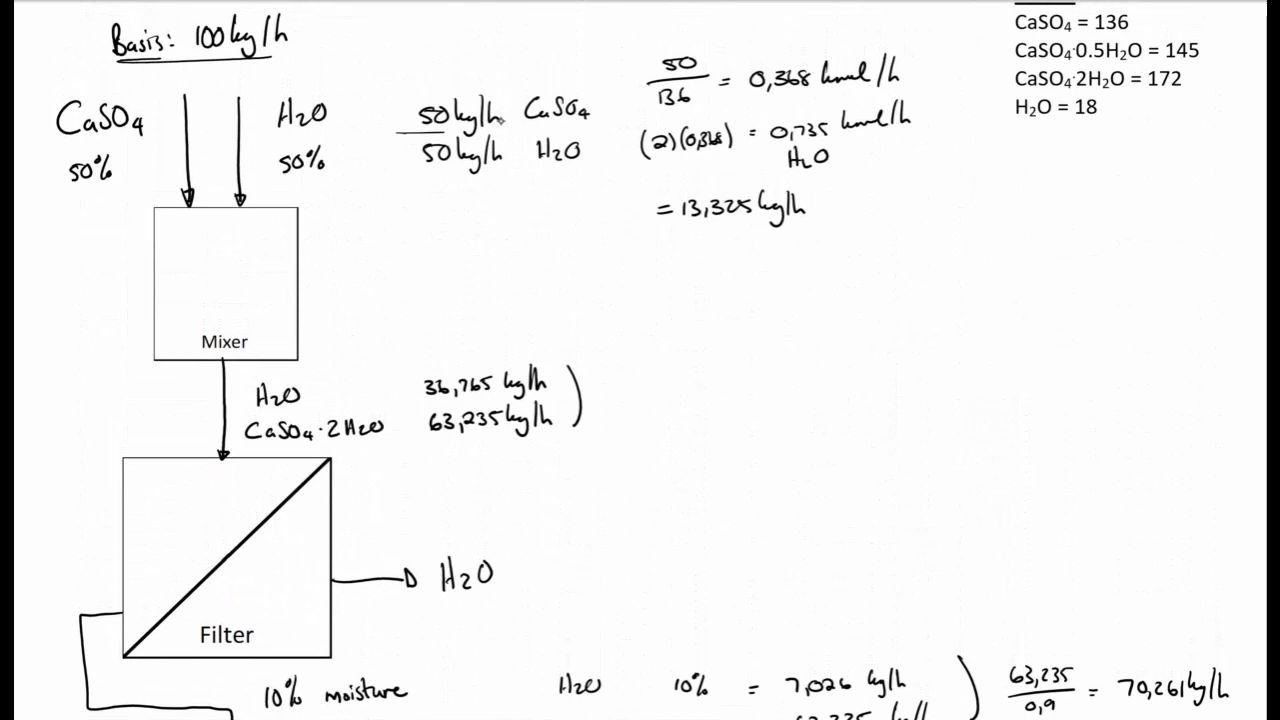 Basis: 100 kg/h
CaSO₄ = 136
CaSO₄·0.5H₂O = 145
CaSO₄·2H₂O = 172
H₂O = 18
CaSO₄
50%
H₂O
50%
50 kg/h CaSO₄
50 kg/h H₂O
50/136 = 0,368 kmol/h
(2)(0,368) = 0,735 kmol/h
H₂O
= 13,325 kg/h
Mixer
H₂O 36,765 kg/h
CaSO₄·2H₂O 63,235 kg/h )
Filter
H₂O
10% moisture
H₂O 10% = 7,026 kg/h ) 63,235/0,9 = 70,261 kg/h